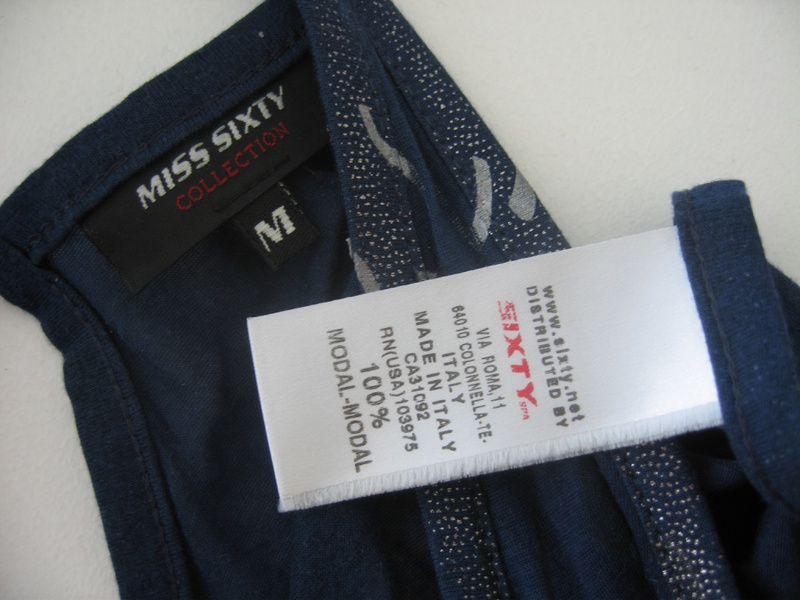 MISS SIXTY
COLLECTION
M
www.sixty.net
DISTRIBUTED BY
SIXTY spa
VIA ROMA,11
64010 COLONNELLA-TE-
ITALY
MADE IN ITALY
CA31092
RN(USA)103975
100%
MODAL-MODAL